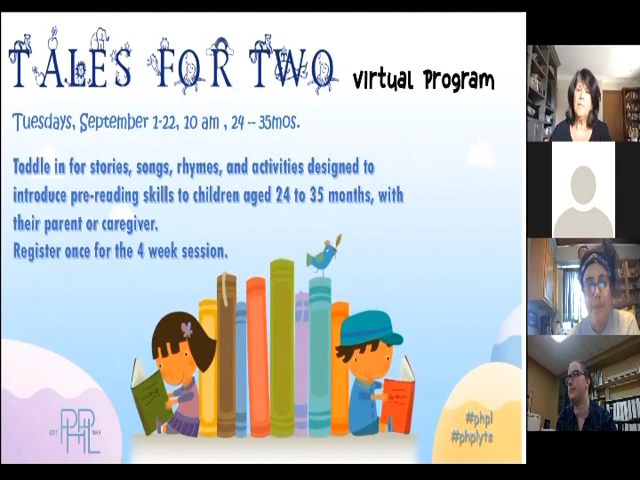 TALES FOR TWO virtual Program
Tuesdays, September 1-22, 10 am , 24 – 35mos.
Toddle in for stories, songs, rhymes, and activities designed to
introduce pre-reading skills to children aged 24 to 35 months, with
their parent or caregiver.
Register once for the 4 week session.
PHPL
#phpl
#phplyts